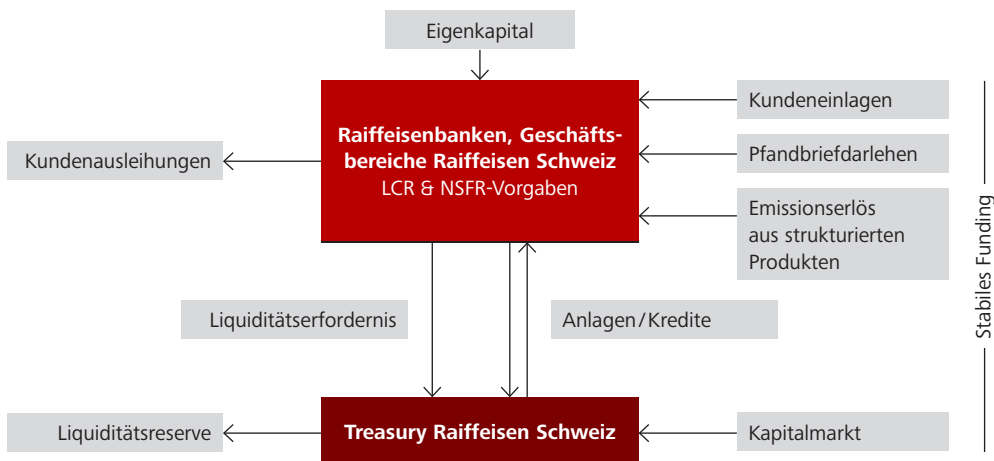 Eigenkapital
Raiffeisenbanken, Geschäfts-
bereiche Raiffeisen Schweiz
LCR & NSFR-Vorgaben
Kundenausleihungen
Kundeneinlagen
Pfandbriefdarlehen
Emissionserlös
aus strukturierten
Produkten
Stabiles Funding
Liquiditätserfordernis
Anlagen/Kredite
Liquiditätsreserve
Treasury Raiffeisen Schweiz
Kapitalmarkt